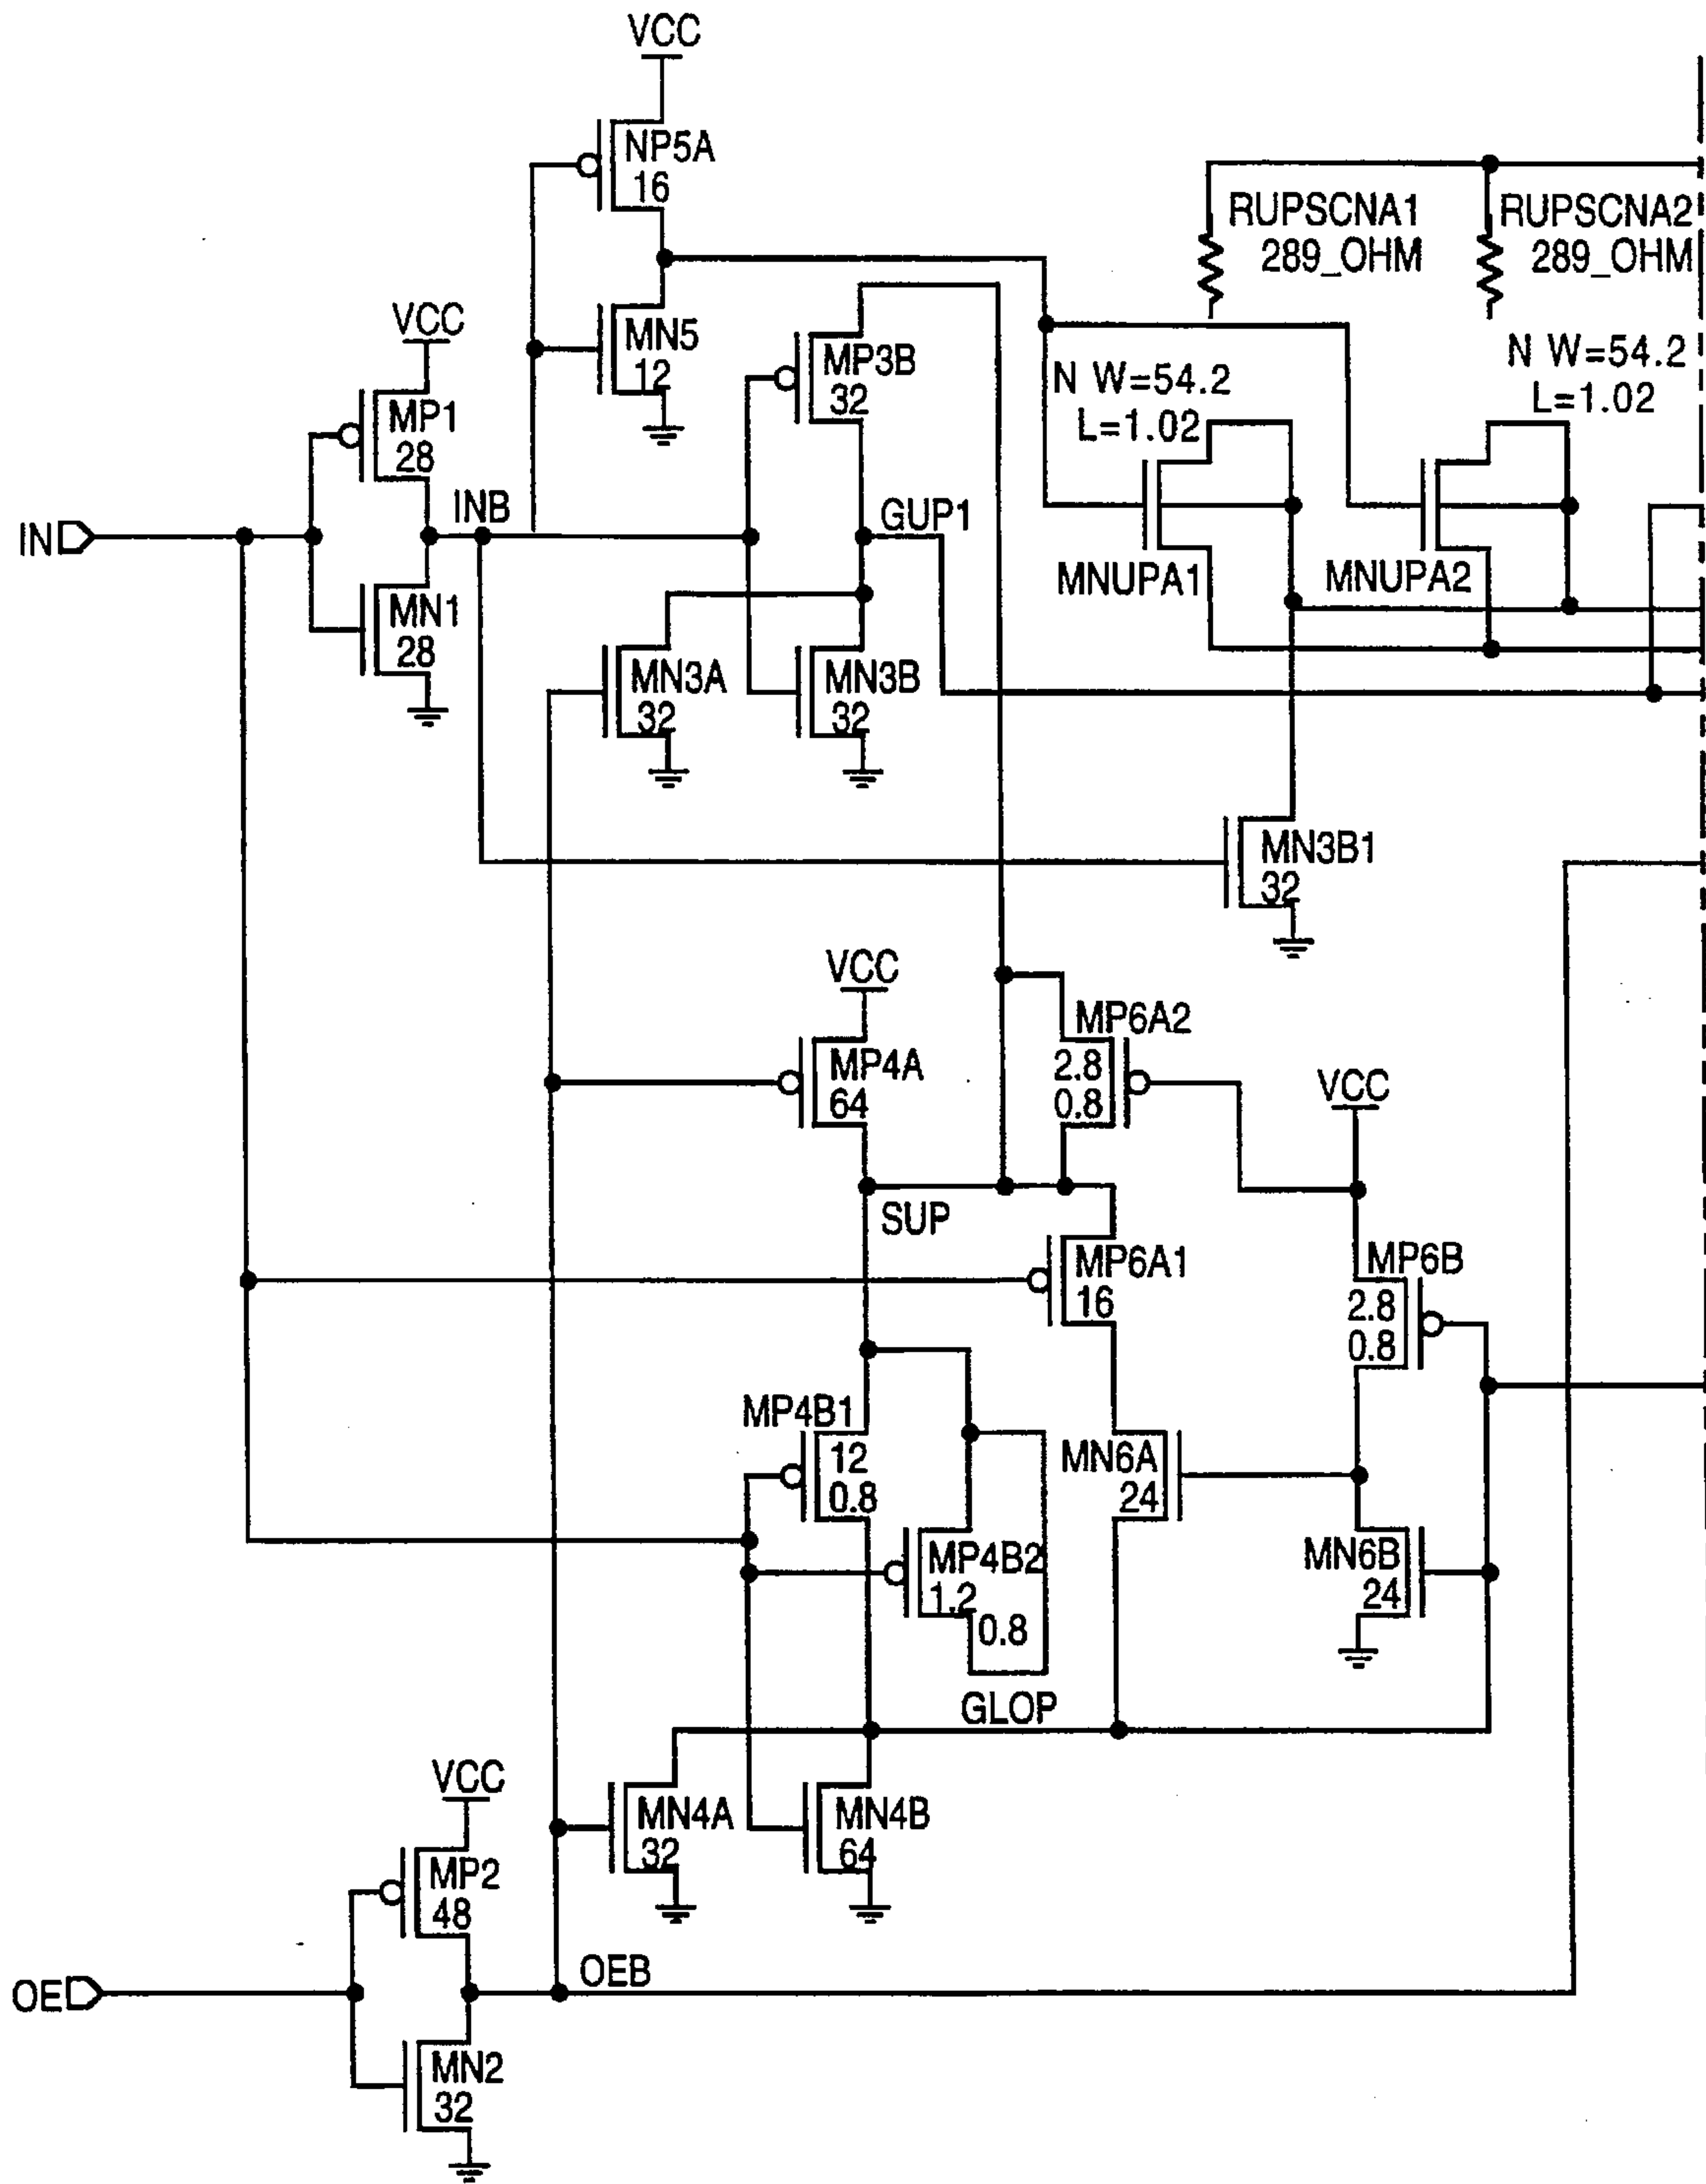 VCC
NP5A
16
RUPSCNA1
289_OHM
RUPSCNA2
289_OHM
VCC
MN5
12
MP3B
32
N W=54.2
L=1.02
N W=54.2
L=1.02
MP1
28
IN
INB
GUP1
MNUPA1
MNUPA2
MN1
28
MN3A
32
MN3B
32
MN3B1
32
VCC
MP6A2
2.8
0.8
MP4A
64
VCC
SUP
MP6A1
16
MP6B
2.8
0.8
MP4B1
12
0.8
MN6A
24
MP4B2
1.2
0.8
MN6B
24
GLOP
VCC
MN4A
32
MN4B
64
MP2
48
OE
OEB
MN2
32